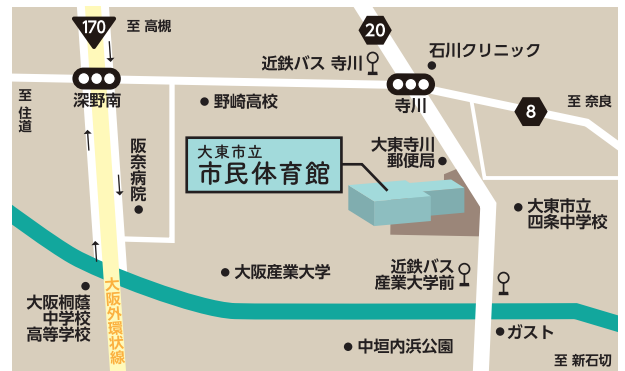 170
至 高槻
20
石川クリニック
近鉄バス 寺川
深野南
寺川
至
住
道
野崎高校
8
至 奈良
大東市立
市民体育館
大東寺川
郵便局
阪
奈
病
院
大東市立
四条中学校
大阪産業大学
近鉄バス
産業大学前
大阪桐蔭
中学校
高等学校
大
阪
外
環
状
線
ガスト
中垣内浜公園
至 新石切